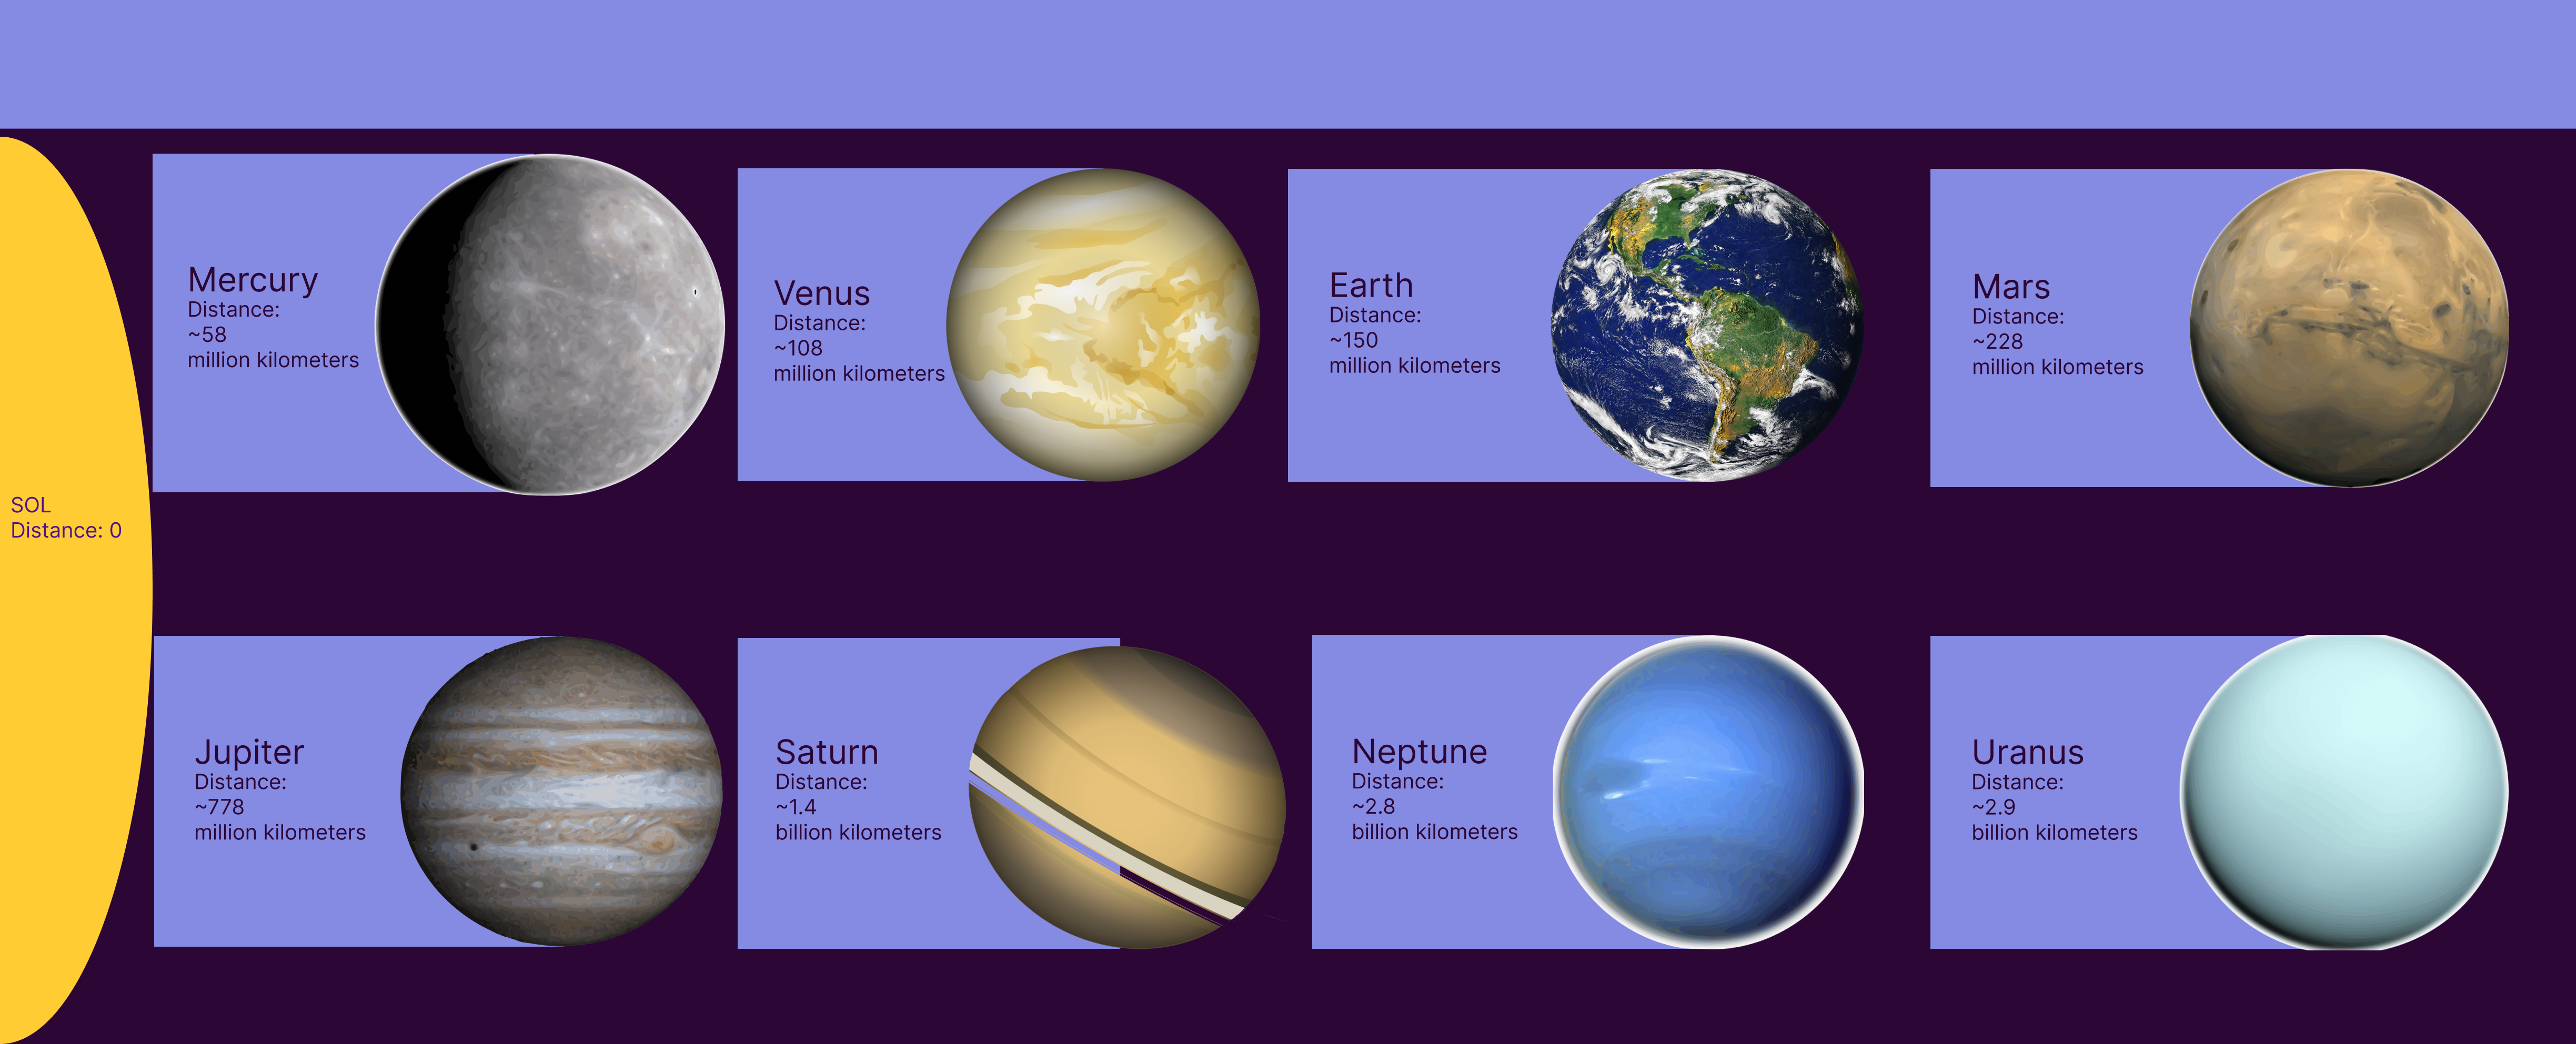 SOL
Distance: 0
Mercury
Distance:
~58
million kilometers
Venus
Distance:
~108
million kilometers
Earth
Distance:
~150
million kilometers
Mars
Distance:
~228
million kilometers
Jupiter
Distance:
~778
million kilometers
Saturn
Distance:
~1.4
billion kilometers
Neptune
Distance:
~2.8
billion kilometers
Uranus
Distance:
~2.9
billion kilometers